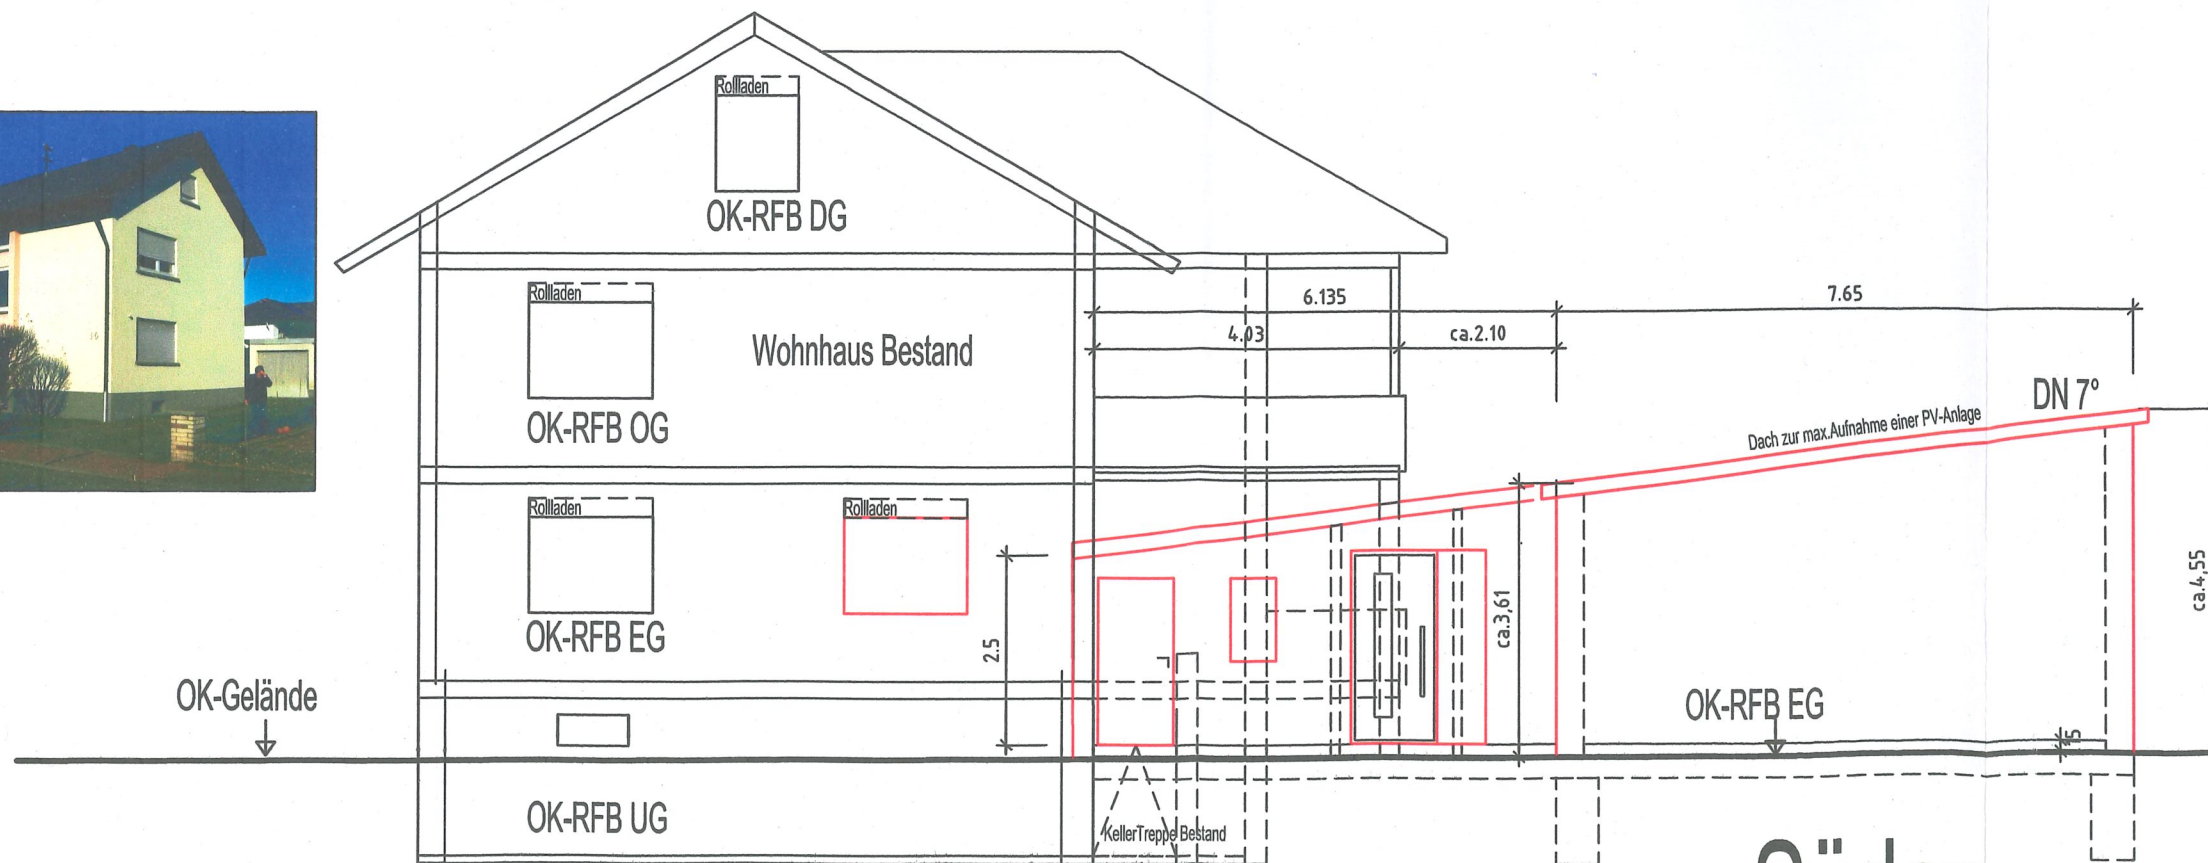 Rollladen
OK-RFB DG
Rollladen
6.135
7.65
4.03
ca.2.10
Wohnhaus Bestand
DN 7°
OK-RFB OG
Dach zur max.Aufnahme einer PV-Anlage
Rollladen
Rollladen
ca.4,55
ca.3,61
2.5
OK-RFB EG
OK-Gelände
OK-RFB EG
15
OK-RFB UG
KellerTreppe Bestand